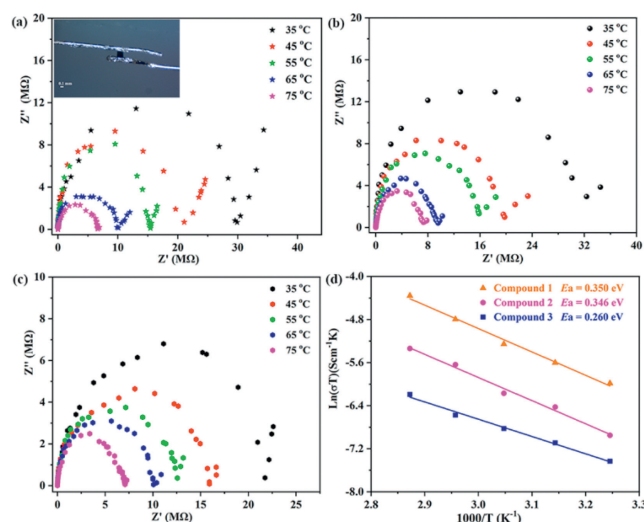 (a)
Z'' (MΩ)
20
16
12
8
4
0
0 10 20 30 40
Z' (MΩ)
35 °C
45 °C
55 °C
65 °C
75 °C
(b)
Z'' (MΩ)
20
16
12
8
4
0
0 8 16 24 32 40
Z' (MΩ)
35 °C
45 °C
55 °C
65 °C
75 °C
(c)
Z'' (MΩ)
10
8
6
4
2
0
0 5 10 15 20 25
Z' (MΩ)
35 °C
45 °C
55 °C
65 °C
75 °C
(d)
Ln(σT)(Scm⁻¹K)
-4.0
-4.8
-5.6
-6.4
-7.2
-8.0
2.8 2.9 3.0 3.1 3.2 3.3
1000/T (K⁻¹)
Compound 1 Ea = 0.350 eV
Compound 2 Ea = 0.346 eV
Compound 3 Ea = 0.260 eV